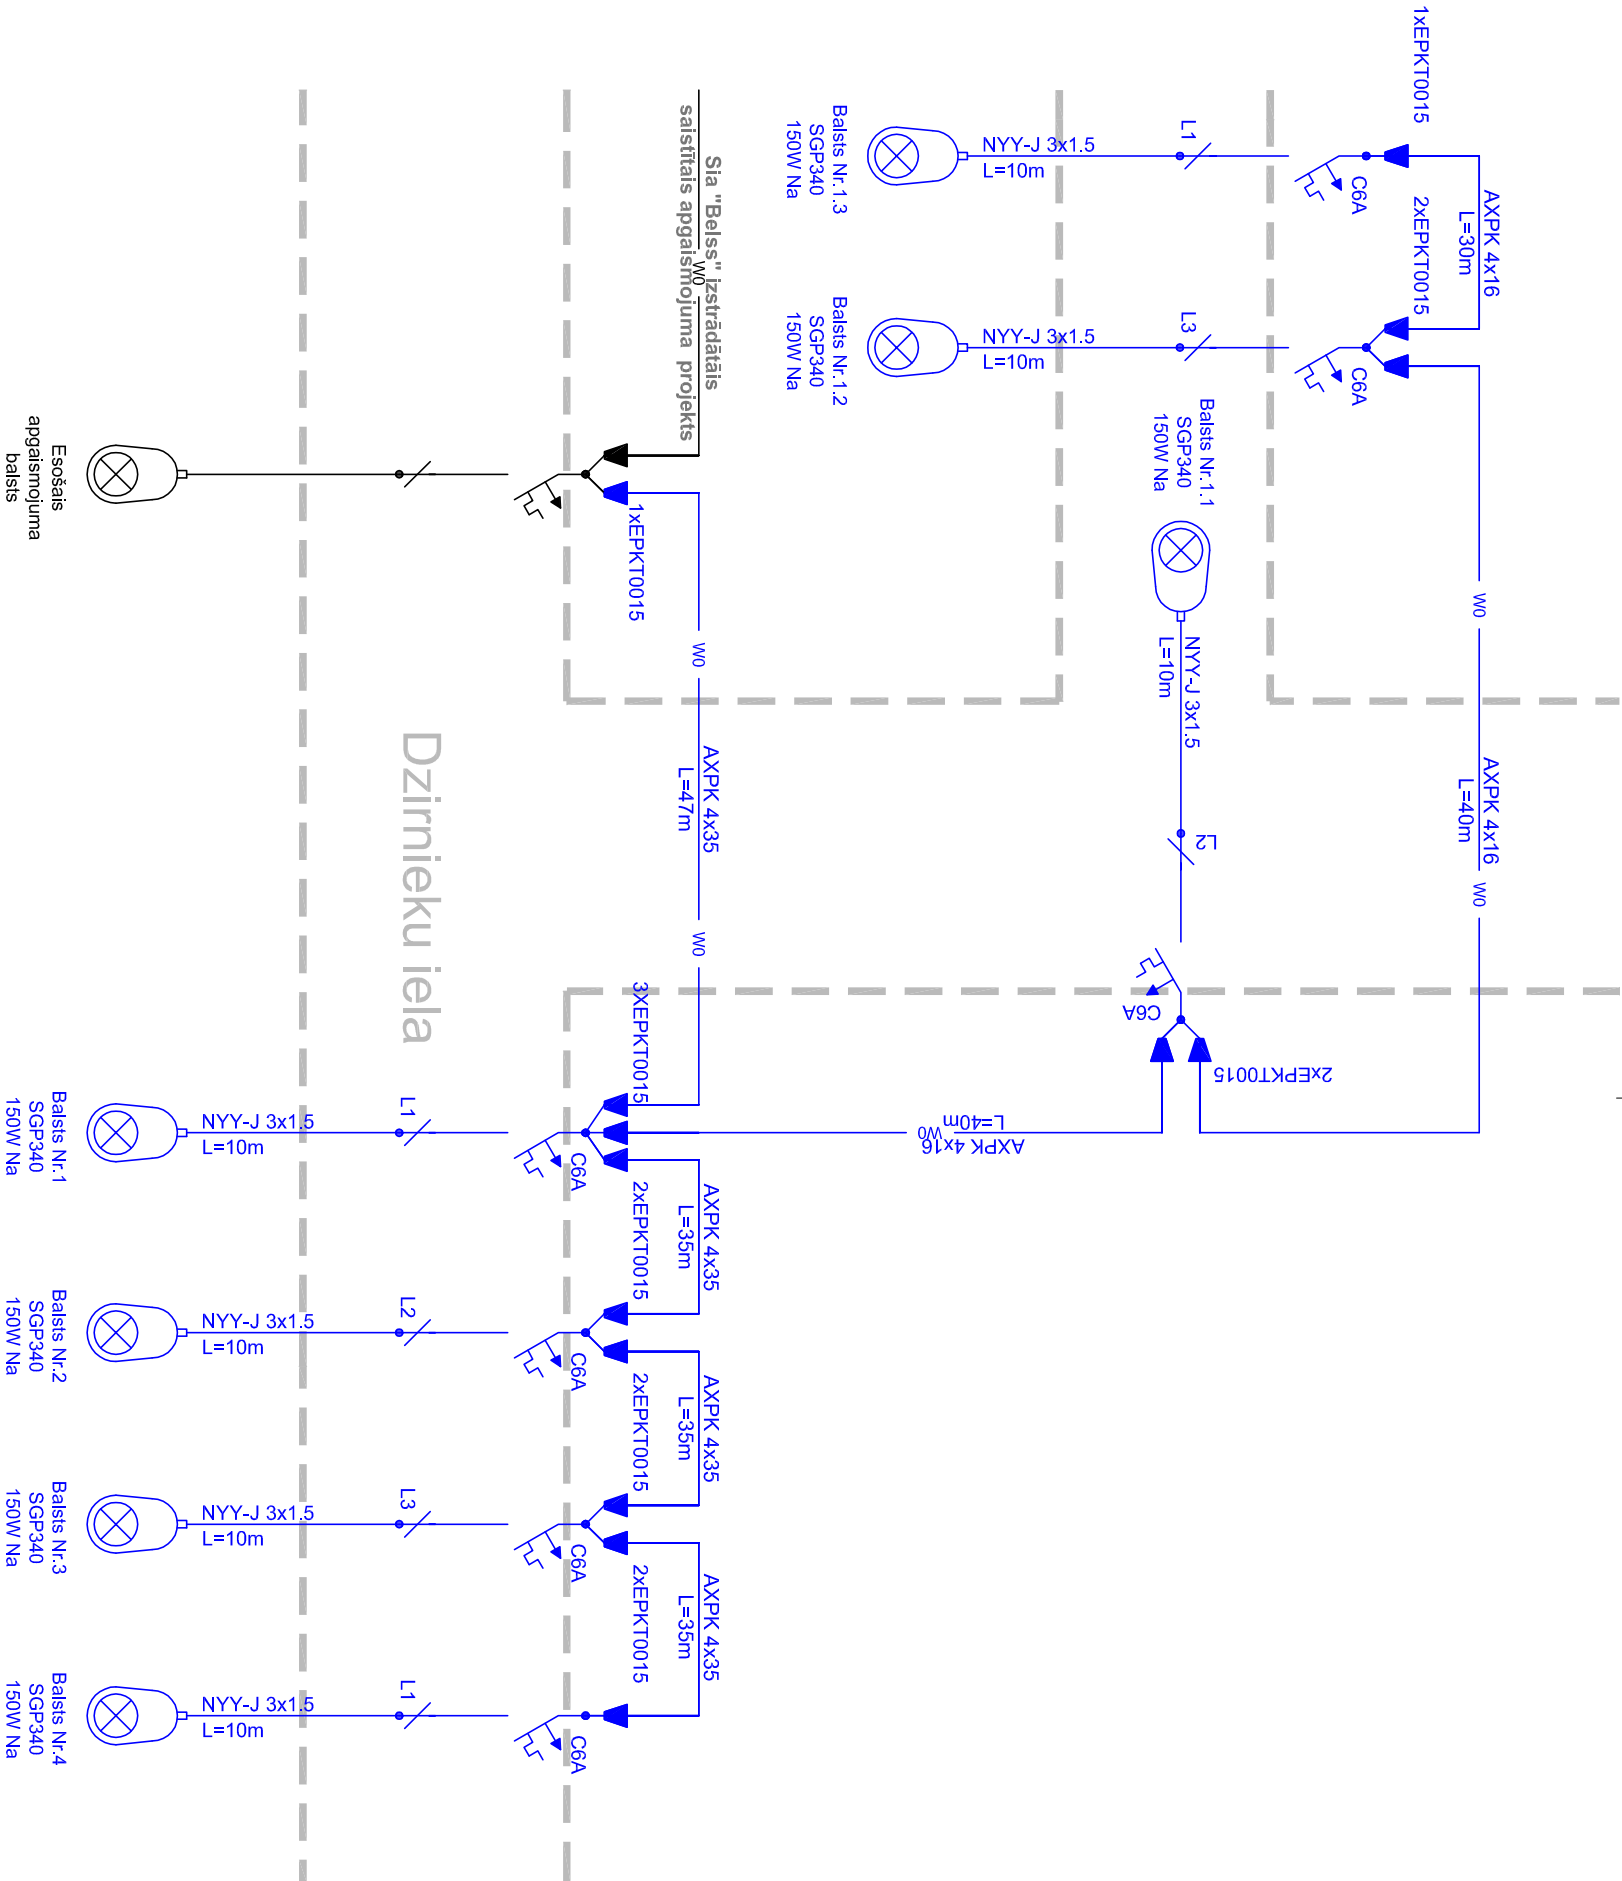 1xEPKT0015
AXPK 4x16
L=30m
2xEPKT0015
C6A
C6A
L1
L3
NYY-J 3x1.5
L=10m
NYY-J 3x1.5
L=10m
Balsts Nr.1.3
SGP340
150W Na
Balsts Nr.1.2
SGP340
150W Na
Balsts Nr.1.1
SGP340
150W Na
NYY-J 3x1.5
L=10m
L2
C6A
2xEPKT0015
W0
AXPK 4x16
L=40m
W0
AXPK 4x16
L=40m
W0
Sia "Belss" izstrādātais
saistītais apgaismojuma projekts
W0
1xEPKT0015
W0
AXPK 4x35
L=47m
W0
Esošais
apgaismojuma
balsts
Dzirnieku iela
3XEPKT0015
AXPK 4x35
L=35m
2xEPKT0015
AXPK 4x35
L=35m
2xEPKT0015
AXPK 4x35
L=35m
2xEPKT0015
C6A
C6A
C6A
C6A
L1
L2
L3
L1
NYY-J 3x1.5
L=10m
NYY-J 3x1.5
L=10m
NYY-J 3x1.5
L=10m
NYY-J 3x1.5
L=10m
Balsts Nr.1
SGP340
150W Na
Balsts Nr.2
SGP340
150W Na
Balsts Nr.3
SGP340
150W Na
Balsts Nr.4
SGP340
150W Na